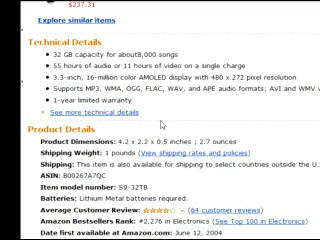 $237.31
Explore similar items
Technical Details
32 GB capacity for about8,000 songs
55 hours of audio or 11 hours of video on a single charge
3.3-inch, 16-million color AMOLED display with 480 x 272 pixel resolution
Supports MP3, WMA, OGG, FLAC, WAV, and APE audio formats; AVI and WMV v
1-year limited warranty
See more technical details
Product Details
Product Dimensions: 4.2 x 2.2 x 0.5 inches ; 2.7 ounces
Shipping Weight: 1 pounds (View shipping rates and policies)
Shipping: This item is also available for shipping to select countries outside the U.S
ASIN: B00267A7QC
Item model number: S9-32TB
Batteries: Lithium Metal batteries required.
Average Customer Review: (64 customer reviews)
Amazon Bestsellers Rank: #2,276 in Electronics (See Top 100 in Electronics)
Date first available at Amazon.com: June 12, 2004